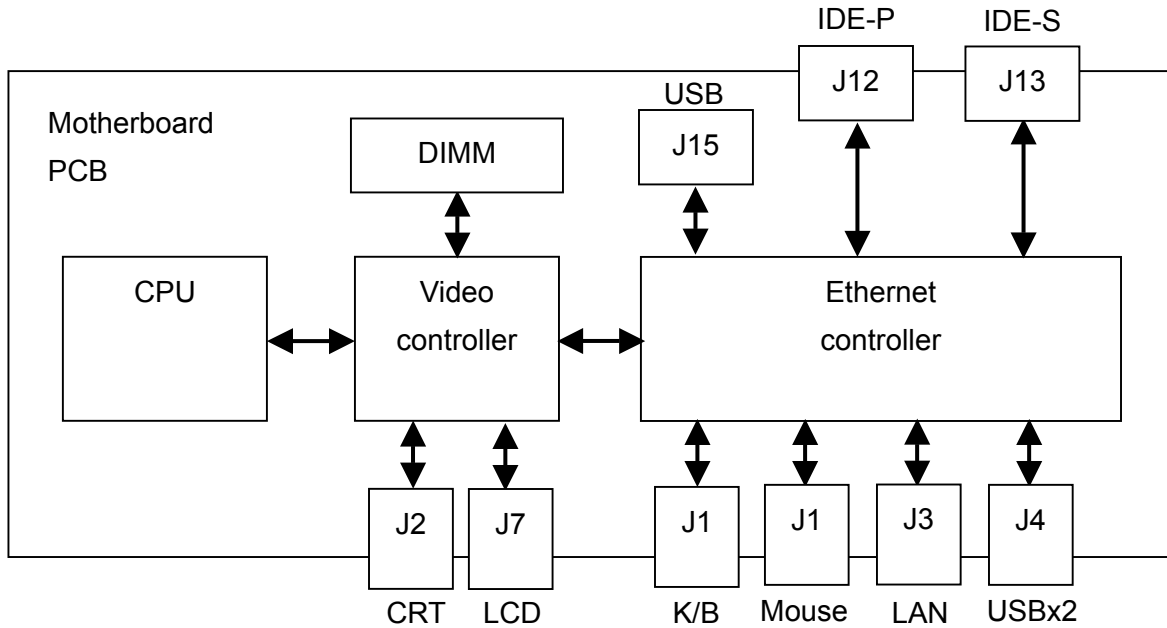 IDE-P
IDE-S
J12
J13
Motherboard
PCB
USB
J15
DIMM
CPU
Video
controller
Ethernet
controller
J2
J7
J1
J1
J3
J4
CRT
LCD
K/B
Mouse
LAN
USBx2